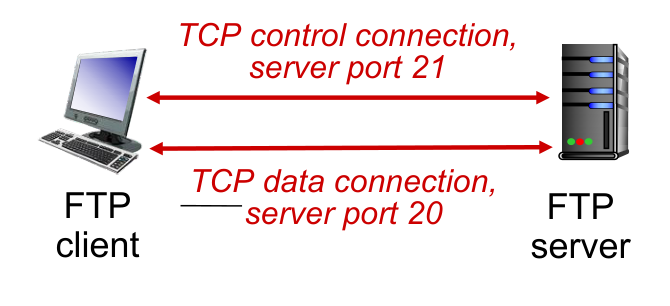 TCP control connection,
server port 21
TCP data connection,
server port 20
FTP
client
FTP
server